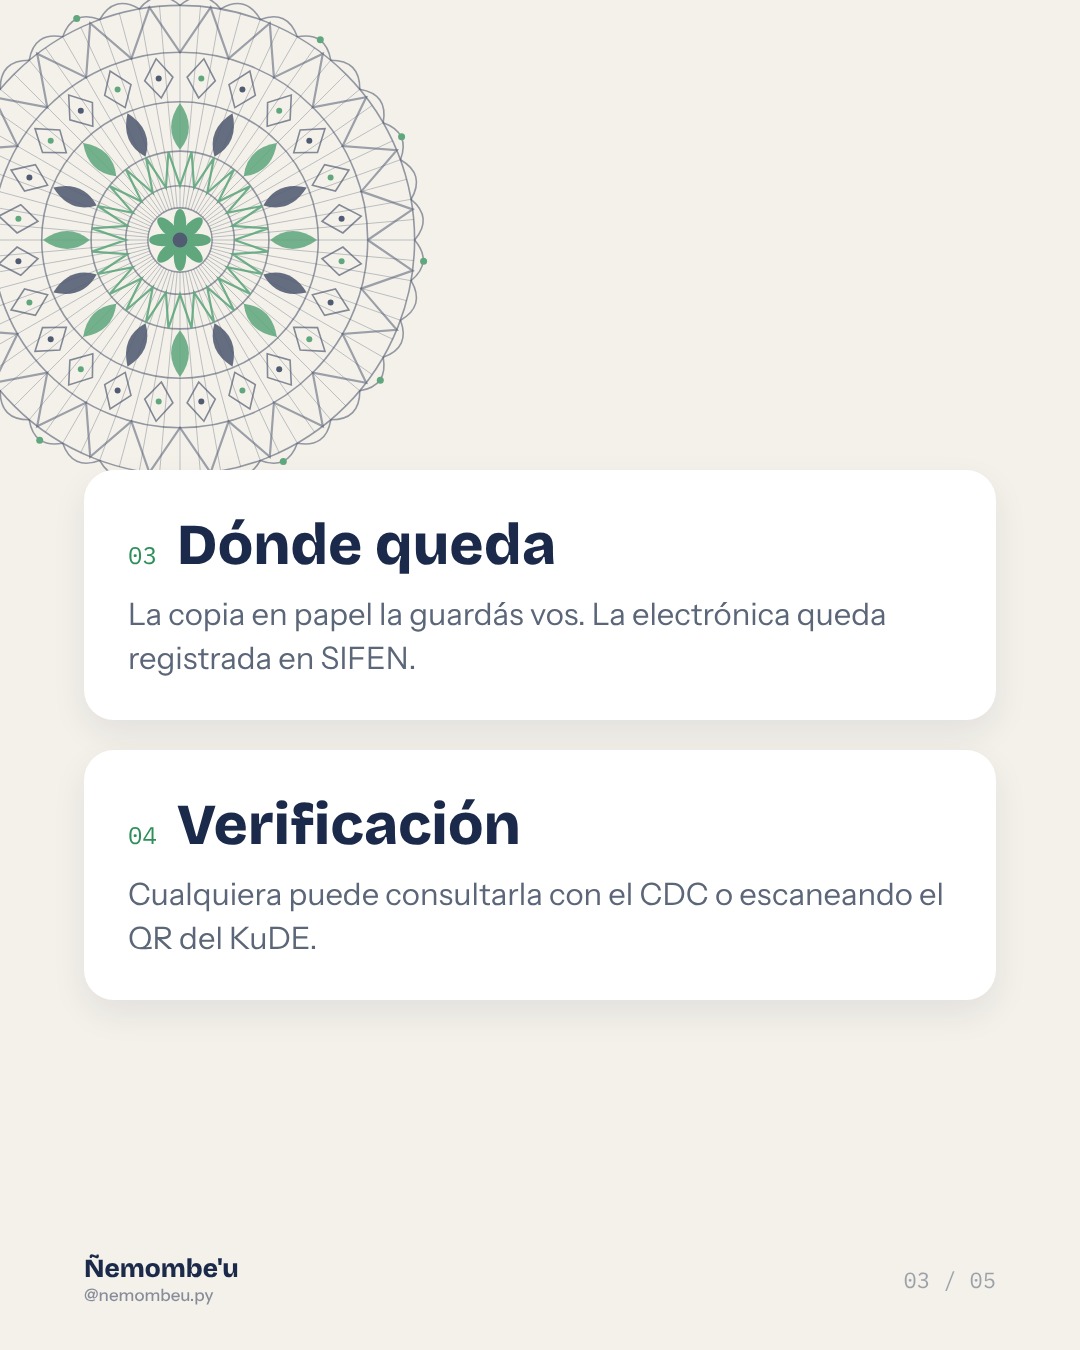 03 Dónde queda
La copia en papel la guardás vos. La electrónica queda
registrada en SIFEN.
04 Verificación
Cualquiera puede consultarla con el CDC o escaneando el
QR del KuDE.
Ñemombe'u
@nemombeu.py
03 / 05